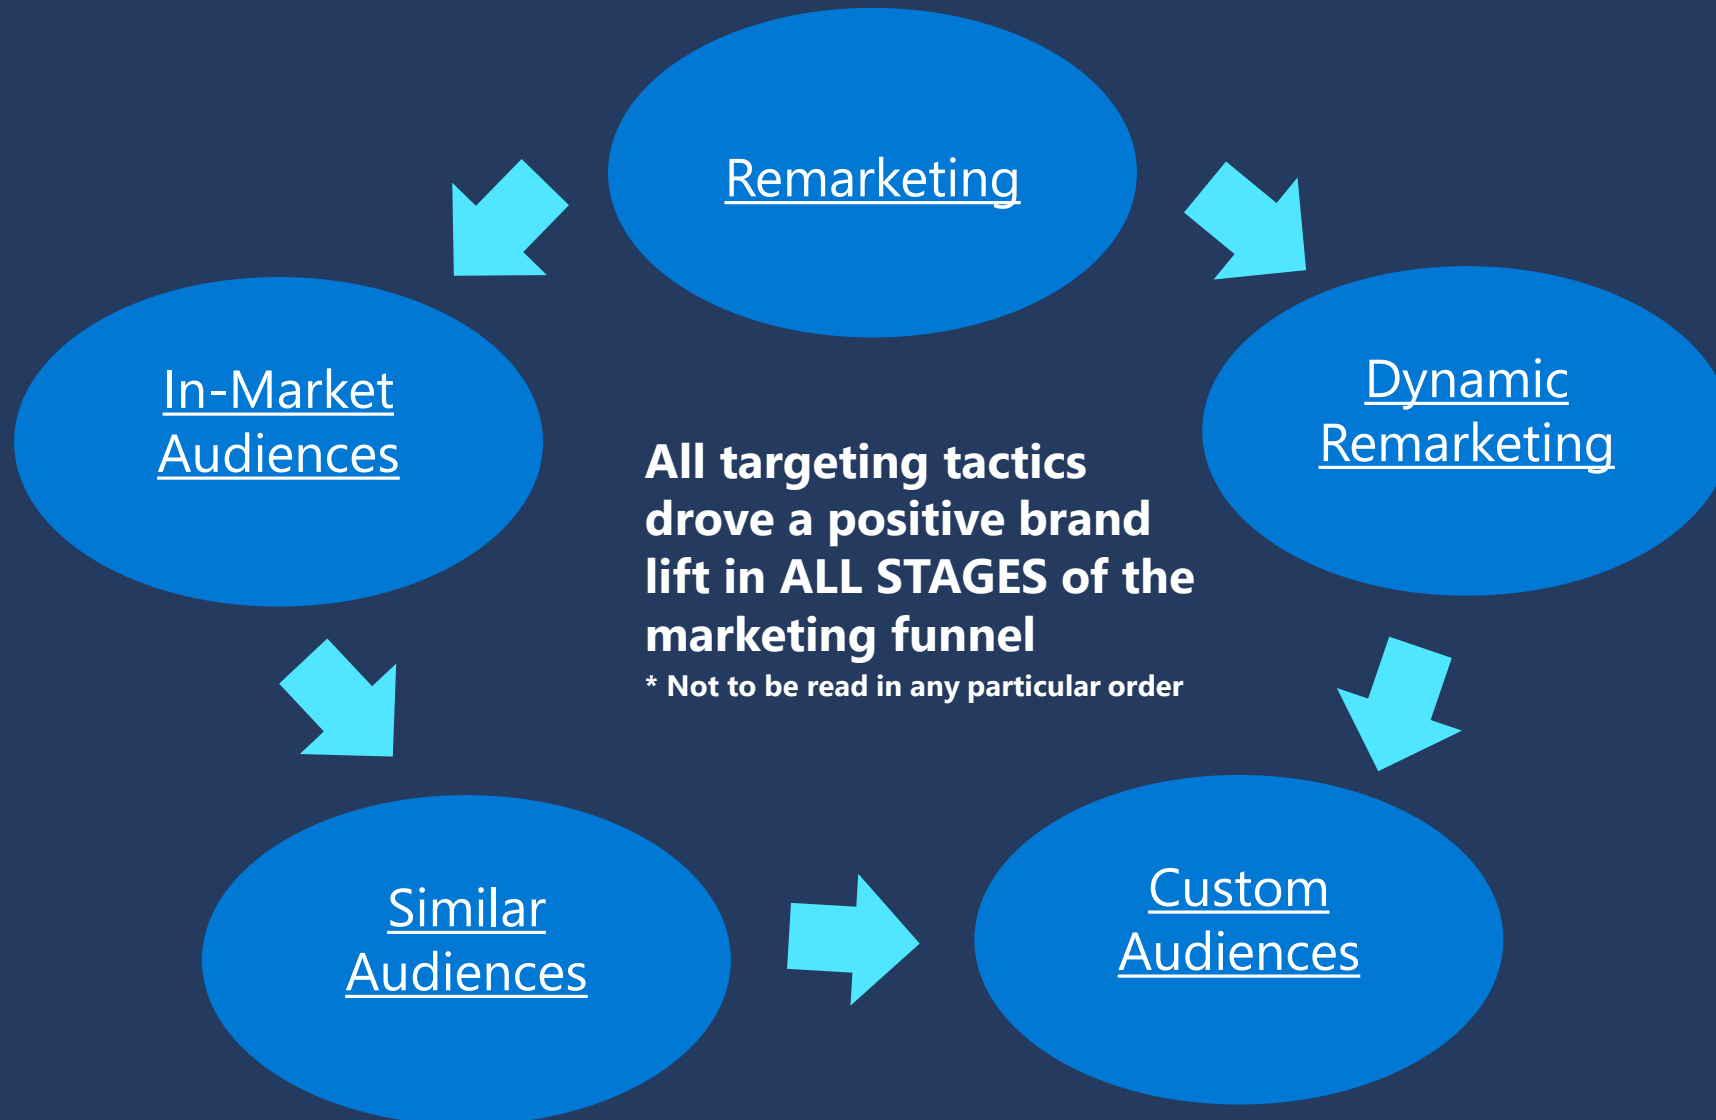 Remarketing
In-Market
Audiences
Dynamic
Remarketing
All targeting tactics
drove a positive brand
lift in ALL STAGES of the
marketing funnel
* Not to be read in any particular order
Similar
Audiences
Custom
Audiences